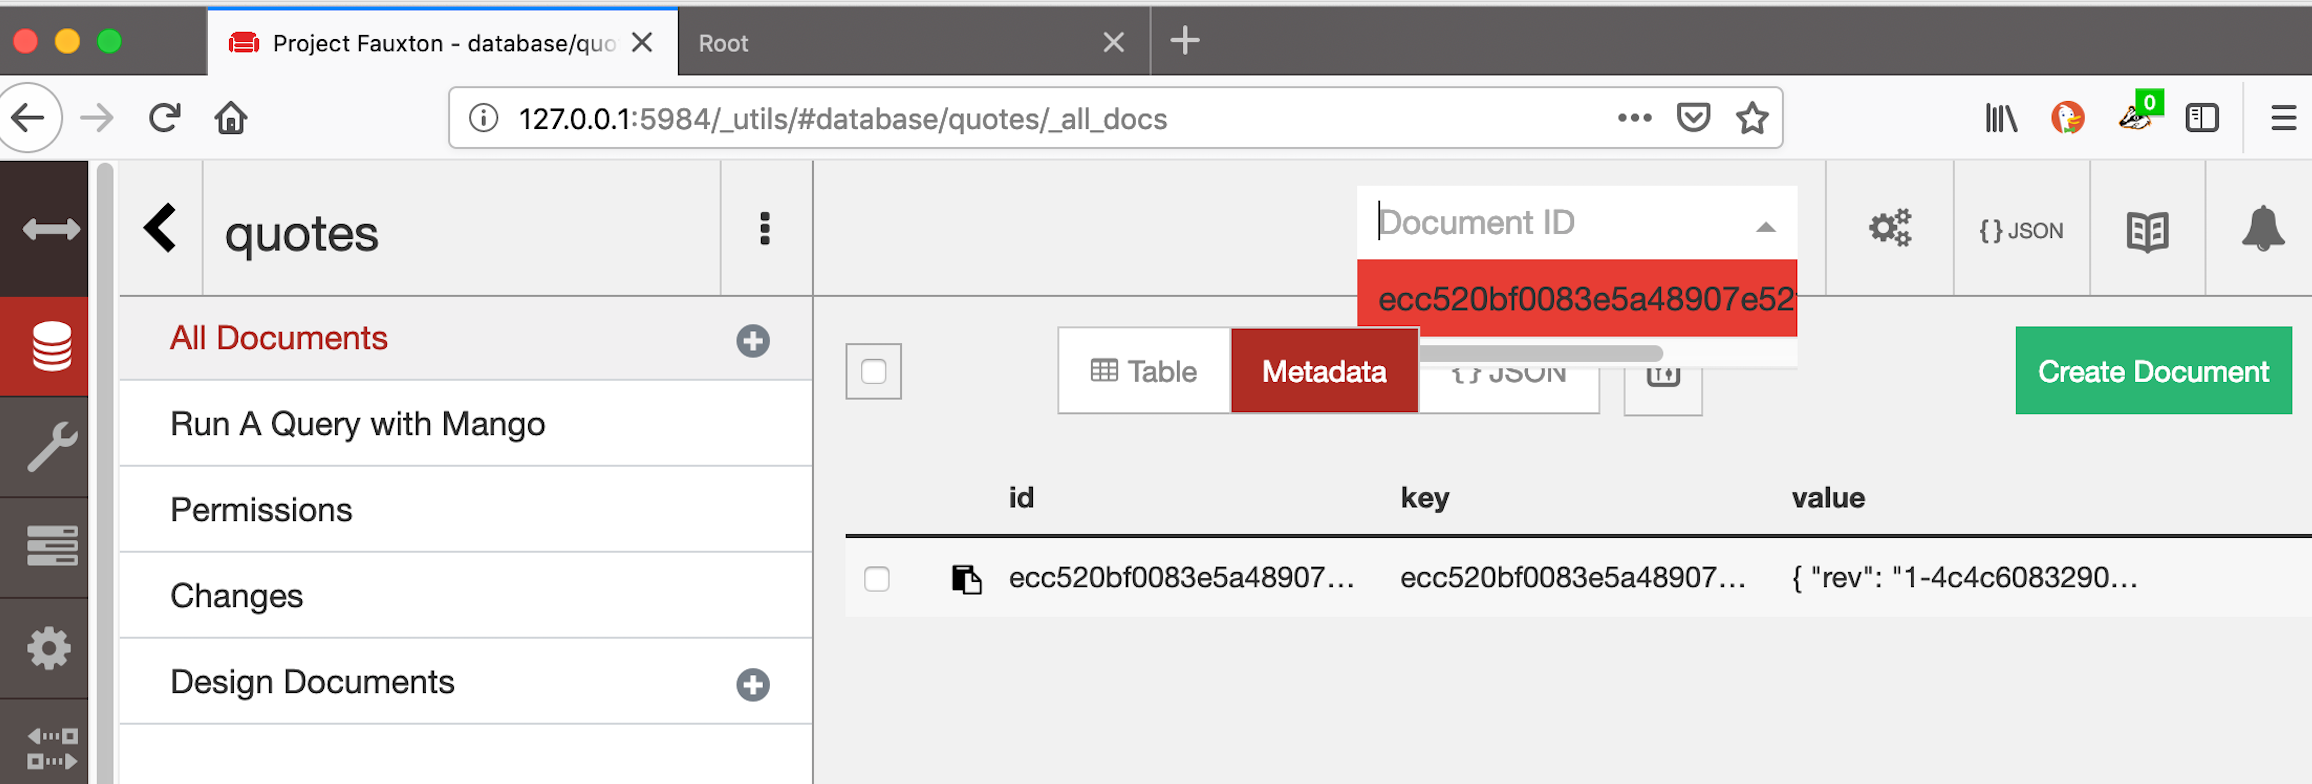 Project Fauxton - database/quo
Root
127.0.0.1:5984/_utils/#database/quotes/_all_docs
0
quotes
Document ID
{} JSON
ecc520bf0083e5a48907e52
All Documents
Table
Metadata
{} JSON
Create Document
Run A Query with Mango
id key value
Permissions
ecc520bf0083e5a48907... ecc520bf0083e5a48907... { "rev": "1-4c4c6083290...
Changes
Design Documents